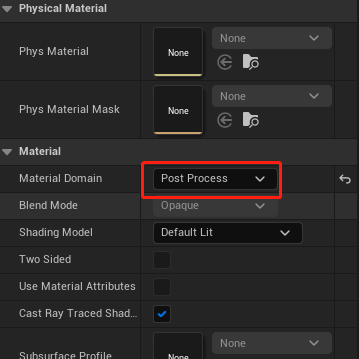 Physical Material
Phys Material
None
None
Phys Material Mask
None
None
Material
Material Domain
Post Process
Blend Mode
Opaque
Shading Model
Default Lit
Two Sided
Use Material Attributes
Cast Ray Traced Shad...
Subsurface Profile
None
None